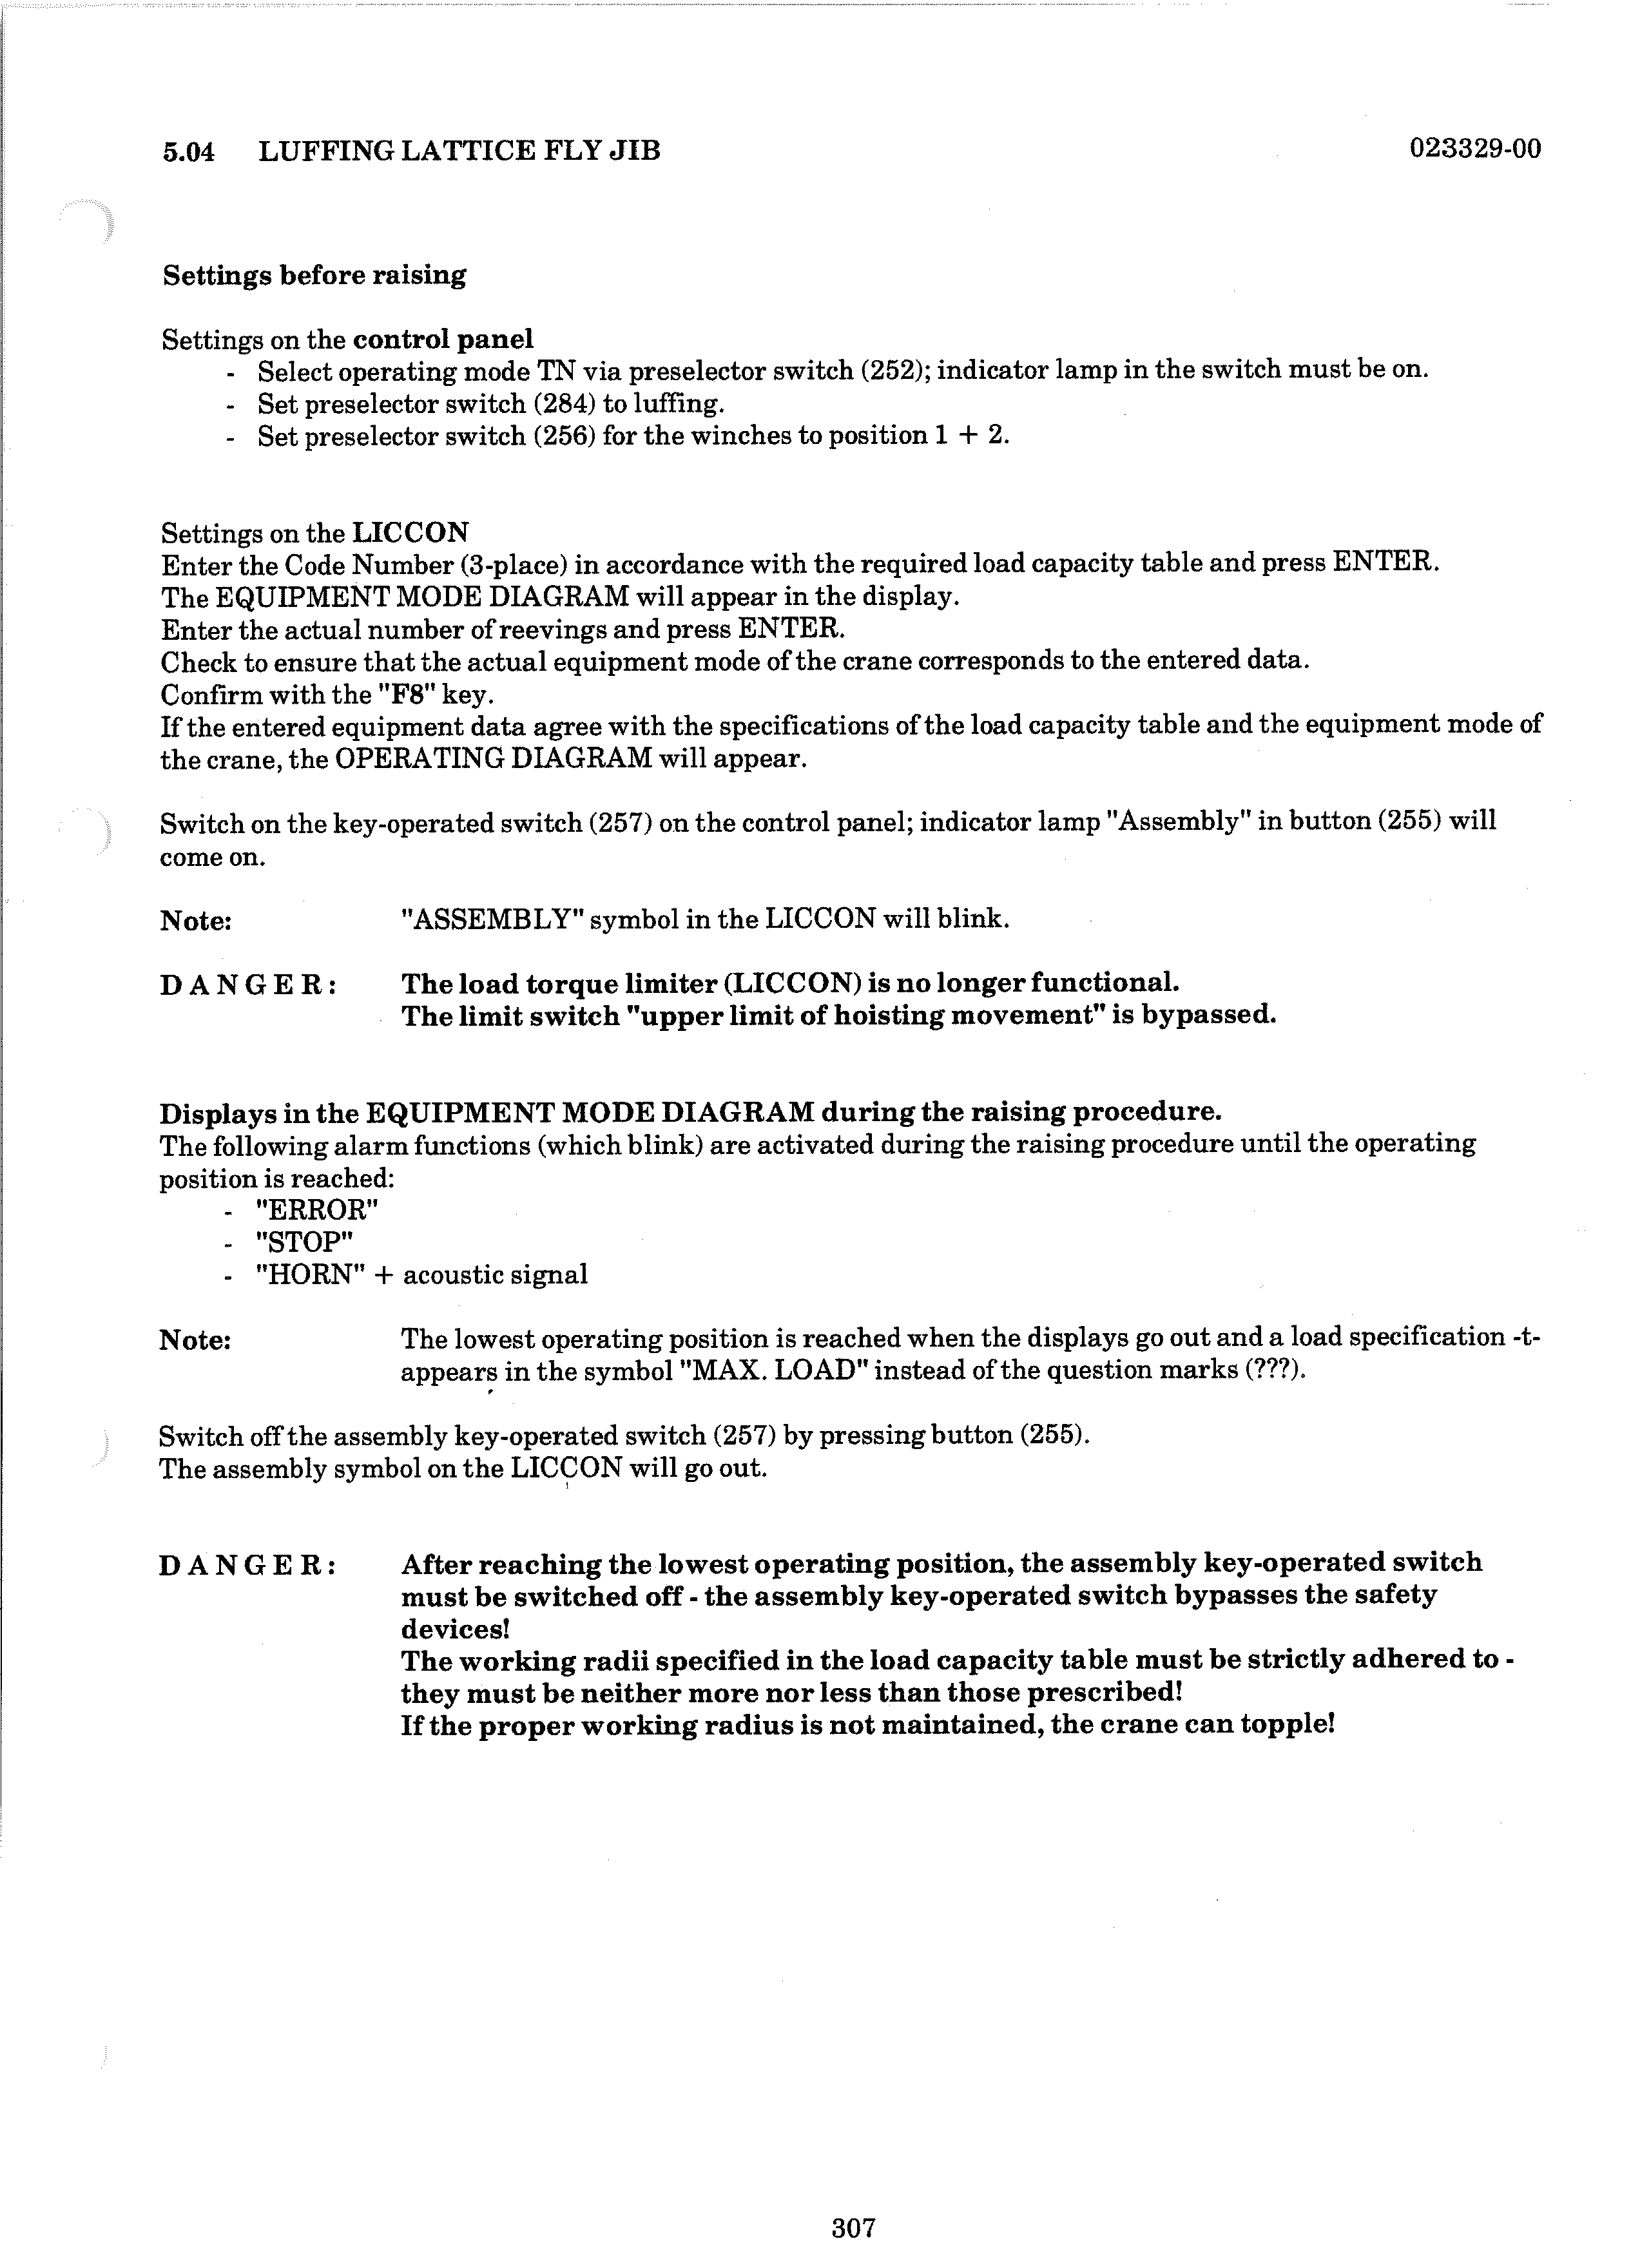 5.04 LUFFING LATTICE FLY JIB 023329-00
Settings before raising
Settings on the control panel
- Select operating mode TN via preselector switch (252); indicator lamp in the switch must be on.
- Set preselector switch (284) to luffing.
- Set preselector switch (256) for the winches to position 1 + 2.
Settings on the LICCON
Enter the Code Number (3-place) in accordance with the required load capacity table and press ENTER.
The EQUIPMENT MODE DIAGRAM will appear in the display.
Enter the actual number of reevings and press ENTER.
Check to ensure that the actual equipment mode of the crane corresponds to the entered data.
Confirm with the "F8" key.
If the entered equipment data agree with the specifications of the load capacity table and the equipment mode of
the crane, the OPERATING DIAGRAM will appear.
Switch on the key-operated switch (257) on the control panel; indicator lamp "Assembly" in button (255) will
come on.
Note: "ASSEMBLY" symbol in the LICCON will blink.
D A N G E R : The load torque limiter (LICCON) is no longer functional.
The limit switch "upper limit of hoisting movement" is bypassed.
Displays in the EQUIPMENT MODE DIAGRAM during the raising procedure.
The following alarm functions (which blink) are activated during the raising procedure until the operating
position is reached:
- "ERROR"
- "STOP"
- "HORN" + acoustic signal
Note: The lowest operating position is reached when the displays go out and a load specification -t-
appears in the symbol "MAX. LOAD" instead of the question marks (???).
Switch off the assembly key-operated switch (257) by pressing button (255).
The assembly symbol on the LICCON will go out.
D A N G E R : After reaching the lowest operating position, the assembly key-operated switch
must be switched off - the assembly key-operated switch bypasses the safety
devices!
The working radii specified in the load capacity table must be strictly adhered to -
they must be neither more nor less than those prescribed!
If the proper working radius is not maintained, the crane can topple!
307